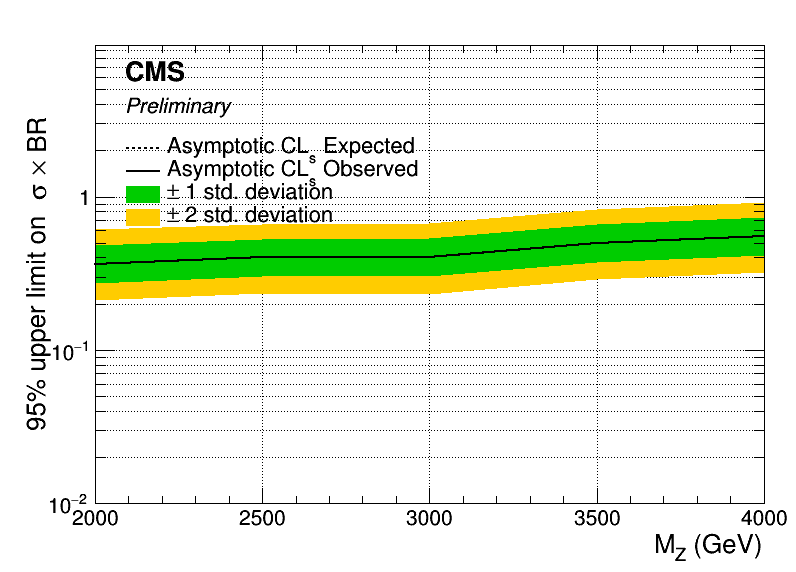 CMS
Preliminary
Asymptotic CLs Expected
Asymptotic CLs Observed
± 1 std. deviation
± 2 std. deviation
95% upper limit on σ × BR
1
10⁻¹
10⁻²
2000 2500 3000 3500 4000
M_Z (GeV)